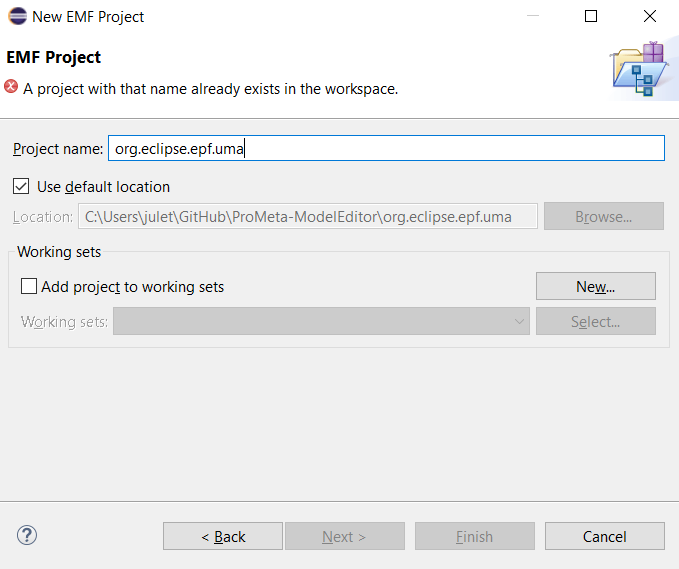 New EMF Project
EMF Project
A project with that name already exists in the workspace.
Project name: org.eclipse.epf.uma
Use default location
Location: C:\Users\julet\GitHub\ProMeta-ModelEditor\org.eclipse.epf.uma Browse...
Working sets
Add project to working sets New...
Working sets: Select...
? < Back Next > Finish Cancel